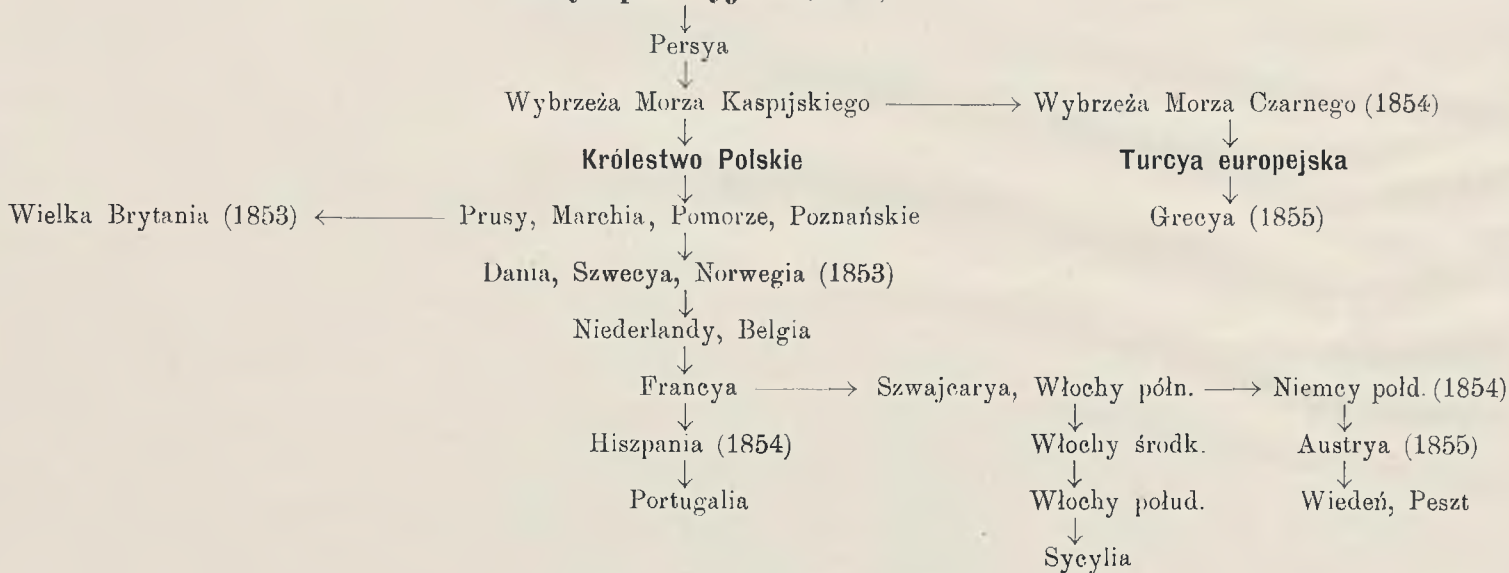 Persya
Wybrzeża Morza Kaspijskiego → Wybrzeża Morza Czarnego (1854)
Królestwo Polskie Turcya europejska
Wielka Brytania (1853) ← Prusy, Marchia, Pomorze, Poznańskie Grecya (1855)
Dania, Szwecya, Norwegia (1853)
Niederlandy, Belgia
Francya → Szwajcarya, Włochy półn. → Niemcy połd. (1854)
Hiszpania (1854) Włochy środk. Austrya (1855)
Portugalia Włochy połud. Wiedeń, Peszt
Sycylia